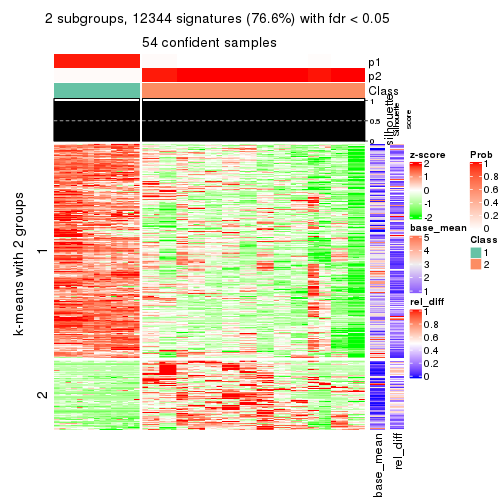 2 subgroups, 12344 signatures (76.6%) with fdr < 0.05
54 confident samples
p1
p2
Class
1
0.5
0
silhouette
Silhouette
score
k-means with 2 groups
1
2
base_mean
rel_diff
z-score
2
1
0
-1
-2
base_mean
5
4
3
2
1
rel_diff
1
0.8
0.6
0.4
0.2
0
Prob
1
0.8
0.6
0.4
0.2
0
Class
1
2